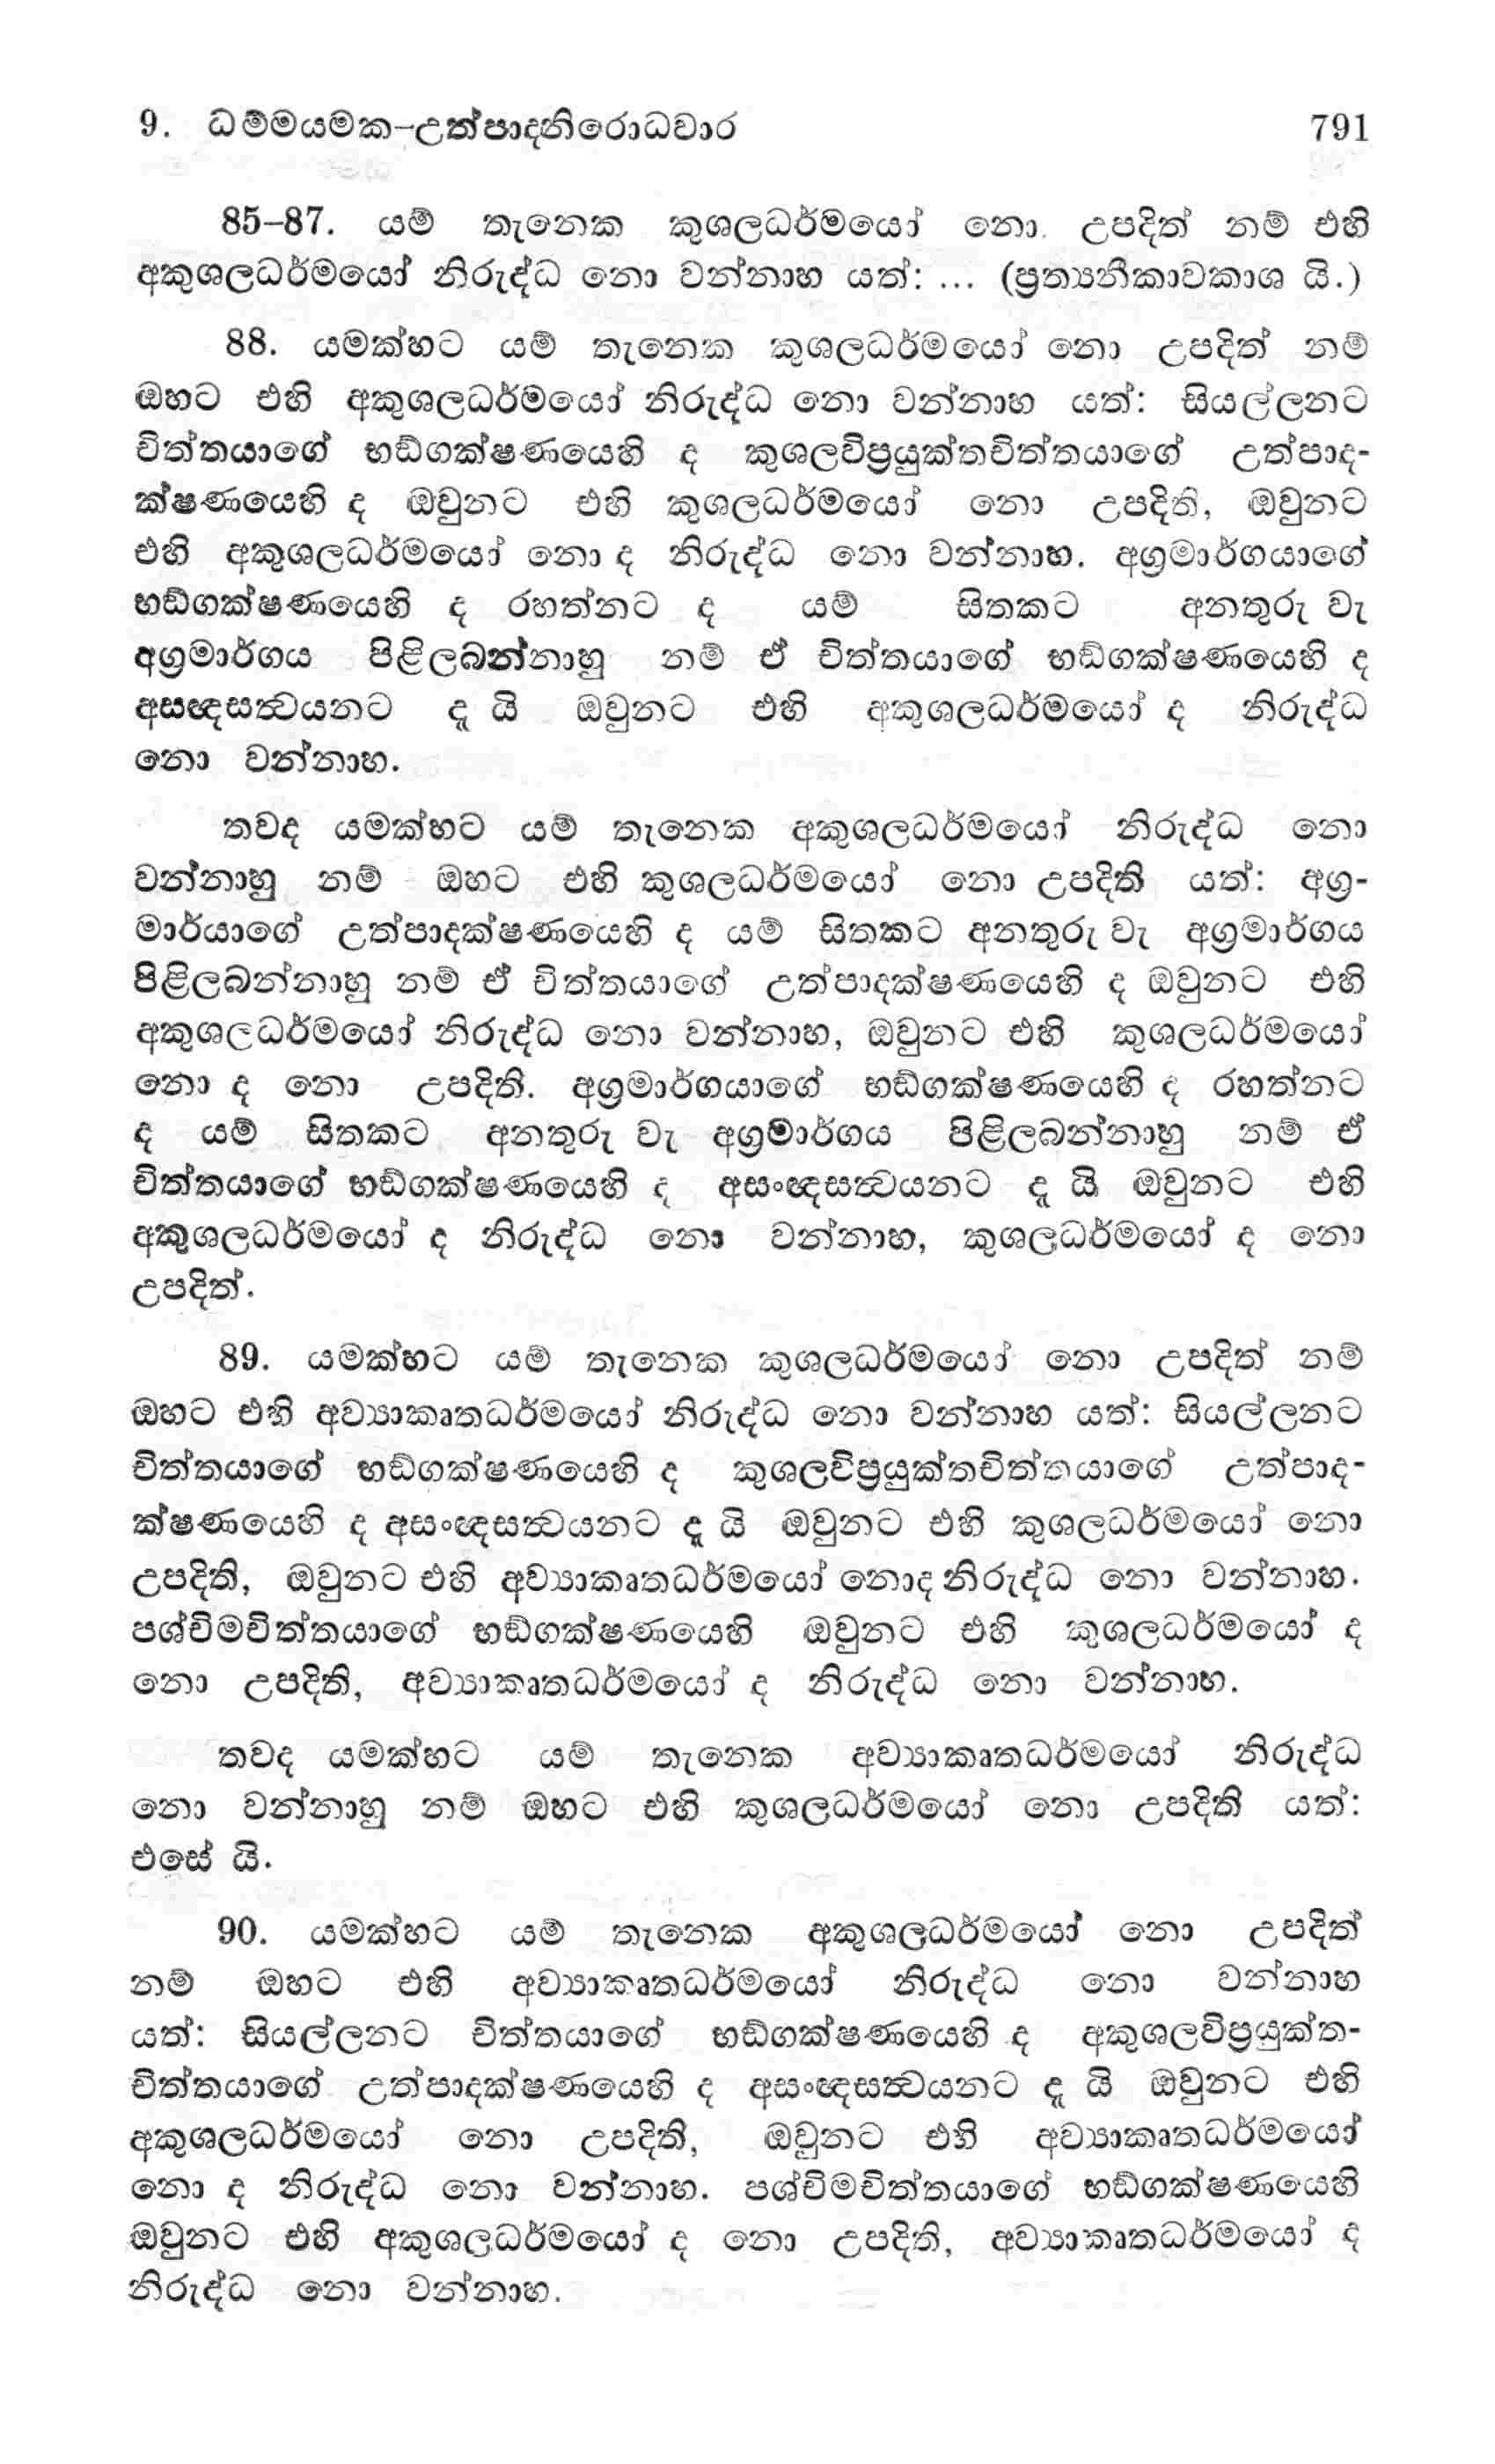 9. ධම්මයමක–උත්පාදනිරොධවාර 791
85–87. යම් තැනෙක කුශලධර්මයෝ නො උපදිත් නම් එහි
අකුශලධර්මයෝ නිරුද්ධ නො වන්නාහ යත්: ... (ප්‍රත්‍යනීකාවකාශ යි.)
88. යමක්හට යම් තැනෙක කුශලධර්මයෝ නො උපදිත් නම්
ඔහට එහි අකුශලධර්මයෝ නිරුද්ධ නො වන්නාහ යත්: සියල්ලනට
චිත්තයාගේ භඞ්ගක්ෂණයෙහි ද කුශලවිප්‍රයුක්තචිත්තයාගේ උත්පාද-
ක්ෂණයෙහි ද ඔවුනට එහි කුශලධර්මයෝ නො උපදිති, ඔවුනට
එහි අකුශලධර්මයෝ නො ද නිරුද්ධ නො වන්නාහ. අග්‍රමාර්ගයාගේ
භඞ්ගක්ෂණයෙහි ද රහත්නට ද යම් සිතකට අනතුරු වැ
අග්‍රමාර්ගය පිළිලබන්නාහු නම් ඒ චිත්තයාගේ භඞ්ගක්ෂණයෙහි ද
අසඥසත්‍වයනට ද යි ඔවුනට එහි අකුශලධර්මයෝ ද නිරුද්ධ
නො වන්නාහ.
තවද යමක්හට යම් තැනෙක අකුශලධර්මයෝ නිරුද්ධ නො
වන්නාහු නම් ඔහට එහි කුශලධර්මයෝ නො උපදිති යත්: අග්‍ර-
මාර්යාගේ උත්පාදක්ෂණයෙහි ද යම් සිතකට අනතුරු වැ අග්‍රමාර්ගය
පිළිලබන්නාහු නම් ඒ චිත්තයාගේ උත්පාදක්ෂණයෙහි ද ඔවුනට එහි
අකුශලධර්මයෝ නිරුද්ධ නො වන්නාහ, ඔවුනට එහි කුශලධර්මයෝ
නො ද නො උපදිති. අග්‍රමාර්ගයාගේ භඞ්ගක්ෂණයෙහි ද රහත්නට
ද යම් සිතකට අනතුරු වැ අග්‍රමාර්ගය පිළිලබන්නාහු නම් ඒ
චිත්තයාගේ භඞ්ගක්ෂණයෙහි ද අසංඥසත්‍වයනට දැ යි ඔවුනට එහි
අකුශලධර්මයෝ ද නිරුද්ධ නො වන්නාහ, කුශලධර්මයෝ ද නො
උපදිත්.
89. යමක්හට යම් තැනෙක කුශලධර්මයෝ නො උපදිත් නම්
ඔහට එහි අව්‍යාකෘතධර්මයෝ නිරුද්ධ නො වන්නාහ යත්: සියල්ලනට
චිත්තයාගේ භඞ්ගක්ෂණයෙහි ද කුශලවිප්‍රයුක්තචිත්තයාගේ උත්පාද-
ක්ෂණයෙහි ද අසංඥසත්‍වයනට දැ යි ඔවුනට එහි කුශලධර්මයෝ නො
උපදිති, ඔවුනට එහි අව්‍යාකෘතධර්මයෝ නොද නිරුද්ධ නො වන්නාහ.
පශ්චිමචිත්තයාගේ භඞ්ගක්ෂණයෙහි ඔවුනට එහි කුශලධර්මයෝ ද
නො උපදිති, අව්‍යාකෘතධර්මයෝ ද නිරුද්ධ නො වන්නාහ.
තවද යමක්හට යම් තැනෙක අව්‍යාකෘතධර්මයෝ නිරුද්ධ
නො වන්නාහු නම් ඔහට එහි කුශලධර්මයෝ නො උපදිති යත්:
එසේ යි.
90. යමක්හට යම් තැනෙක අකුශලධර්මයෝ නො උපදිත්
නම් ඔහට එහි අව්‍යාකෘතධර්මයෝ නිරුද්ධ නො වන්නාහ
යත්: සියල්ලනට චිත්තයාගේ භඞ්ගක්ෂණයෙහි ද අකුශලවිප්‍රයුක්ත-
චිත්තයාගේ උත්පාදක්ෂණයෙහි ද අසංඥසත්‍වයනට දැ යි ඔවුනට එහි
අකුශලධර්මයෝ නො උපදිති, ඔවුනට එහි අව්‍යාකෘතධර්මයෝ
නො ද නිරුද්ධ නො වන්නාහ. පශ්චිමචිත්තයාගේ භඞ්ගක්ෂණයෙහි
ඔවුනට එහි අකුශලධර්මයෝ ද නො උපදිති, අව්‍යාකෘතධර්මයෝ ද
නිරුද්ධ නො වන්නාහ.